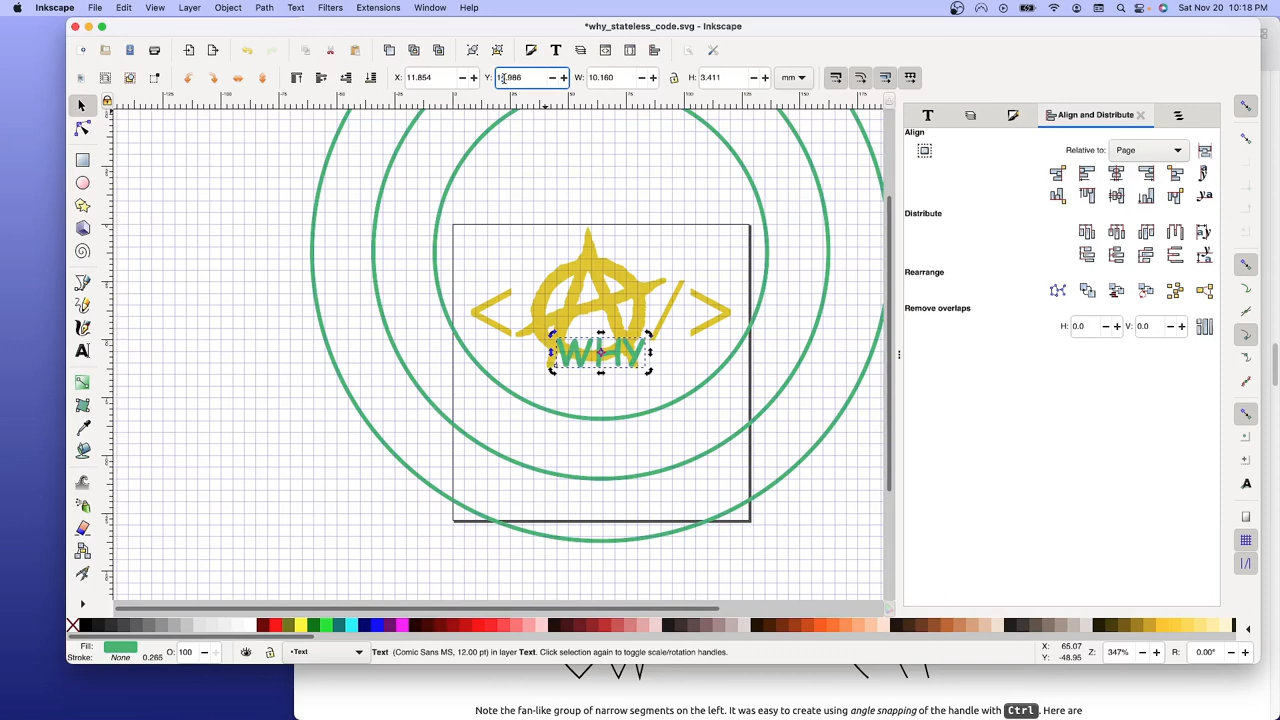 Inkscape File Edit View Layer Object Path Text Filters Extensions Window Help
Sat Nov 20 10:18 PM
*why_stateless_code.svg - Inkscape
X: 11.854 Y: W: 10.160 H: 3.411 mm
Align and Distribute
Align
Relative to: Page
Distribute
Rearrange
Remove overlaps
H: 0.0 V: 0.0
<A/>
WHY
Fill:
Stroke: None 0.265
O: 100
•Text
Text (Comic Sans MS, 12.00 pt) in layer Text. Click selection again to toggle scale/rotation handles.
X: 65.07
Y: -48.95
Z: 347%
R: 0.00°
Note the fan-like group of narrow segments on the left. It was easy to create using angle snapping of the handle with Ctrl. Here are